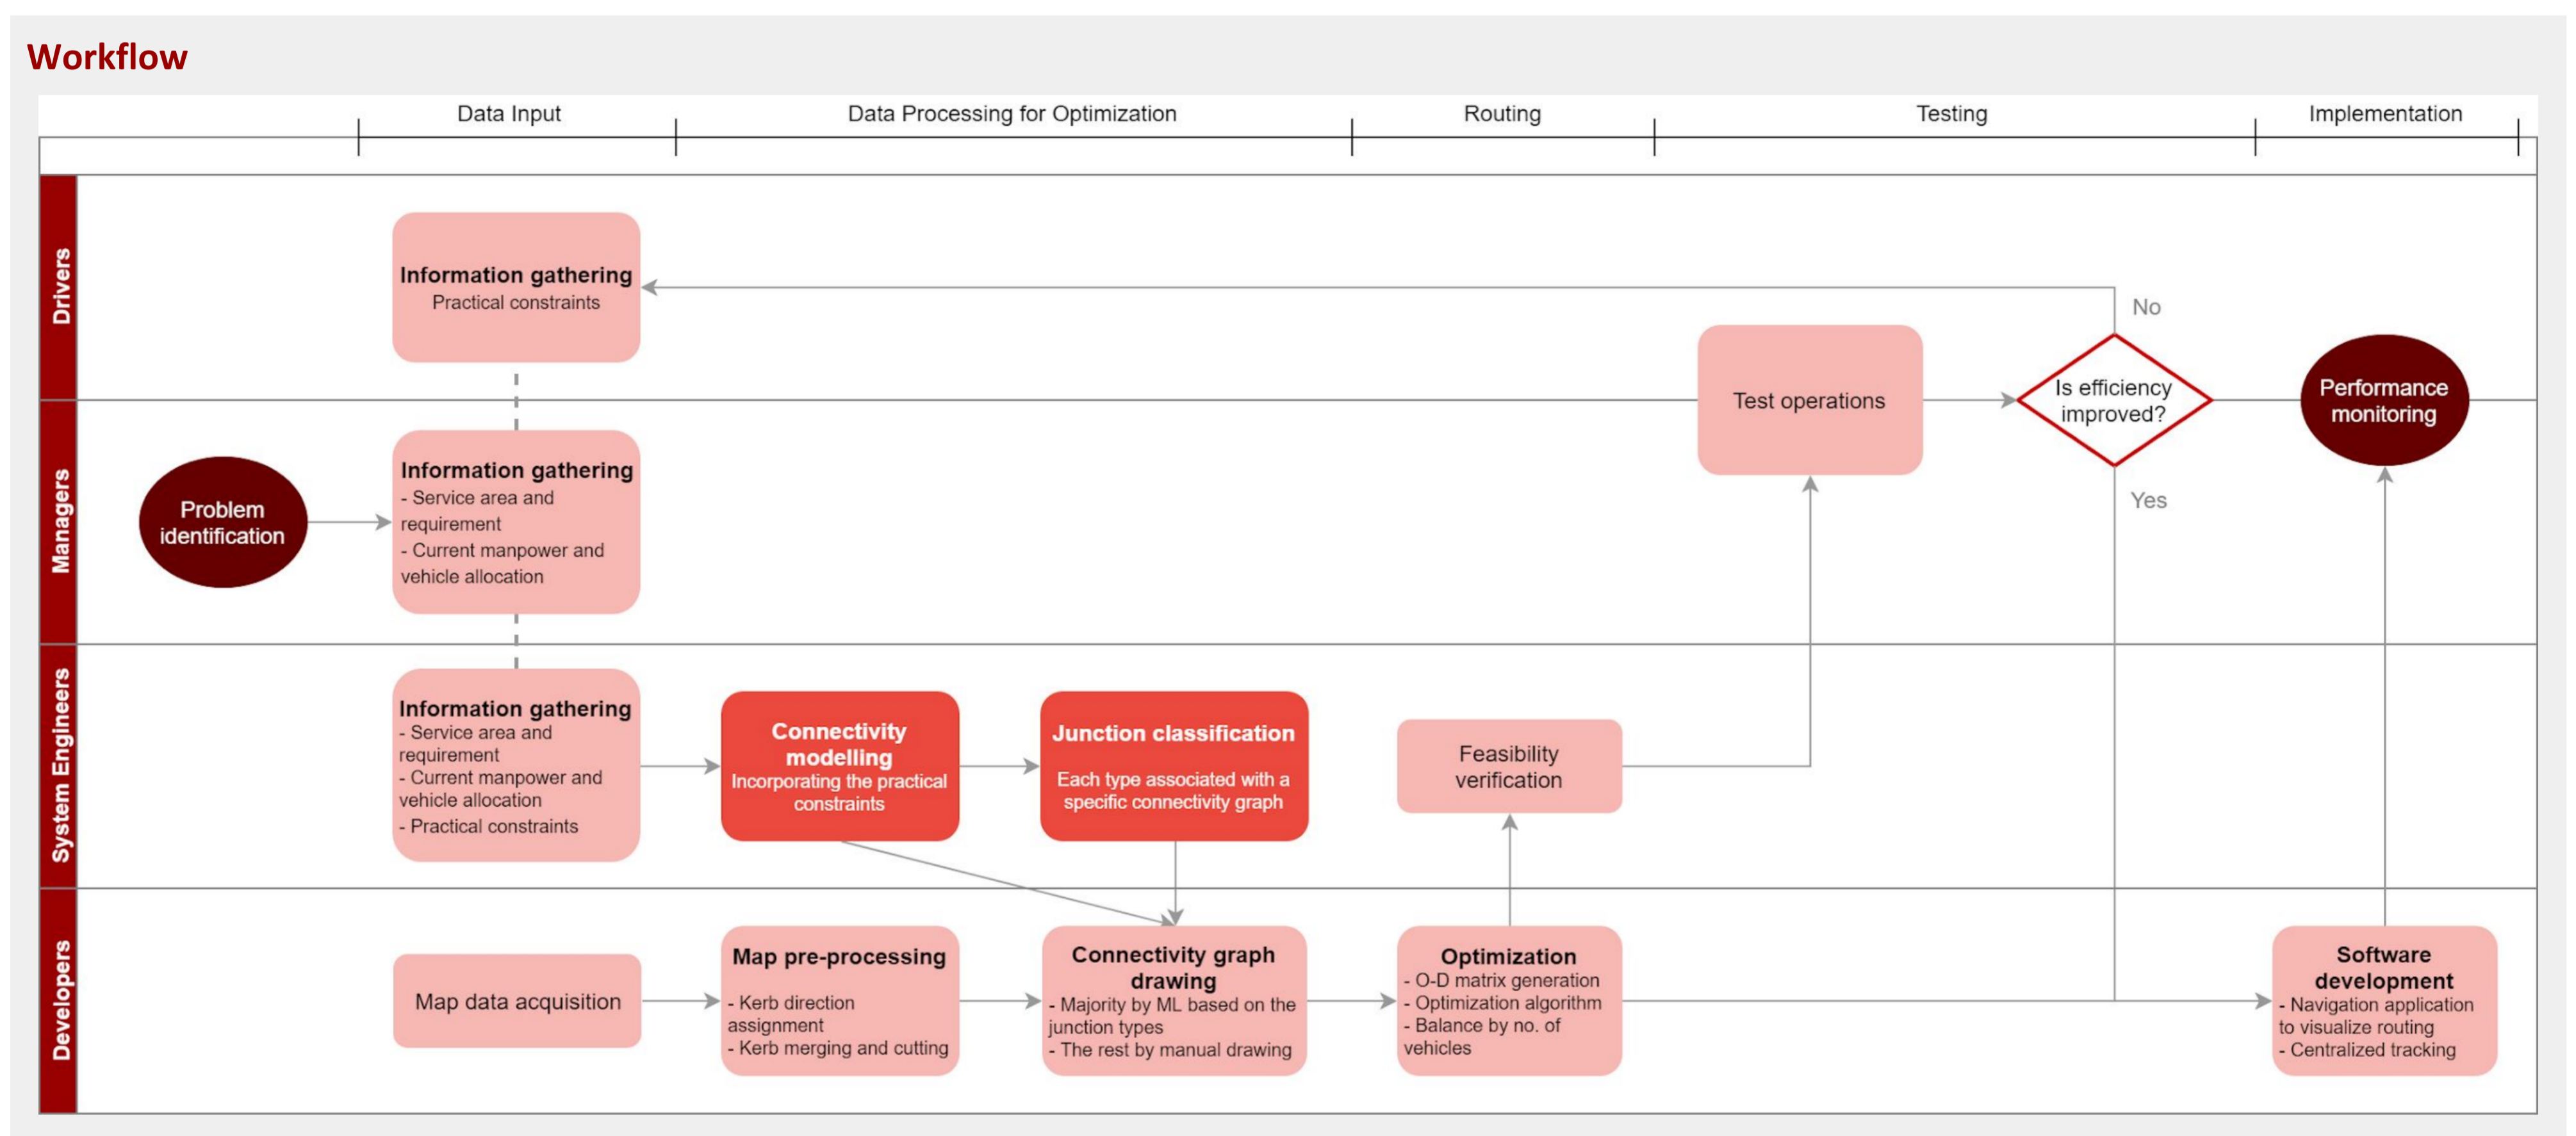 Workflow
Data Input
Data Processing for Optimization
Routing
Testing
Implementation
Drivers
Information gathering
Practical constraints
No
Test operations
Is efficiency
improved?
Performance
monitoring
Managers
Problem
identification
Information gathering
- Service area and
requirement
- Current manpower and
vehicle allocation
Yes
System Engineers
Information gathering
- Service area and
requirement
- Current manpower and
vehicle allocation
- Practical constraints
Connectivity
modelling
Incorporating the practical
constraints
Junction classification
Each type associated with a
specific connectivity graph
Feasibility
verification
Developers
Map data acquisition
Map pre-processing
- Kerb direction
assignment
- Kerb merging and cutting
Connectivity graph
drawing
- Majority by ML based on the
junction types
- The rest by manual drawing
Optimization
- O-D matrix generation
- Optimization algorithm
- Balance by no. of
vehicles
Software
development
- Navigation application
to visualize routing
- Centralized tracking